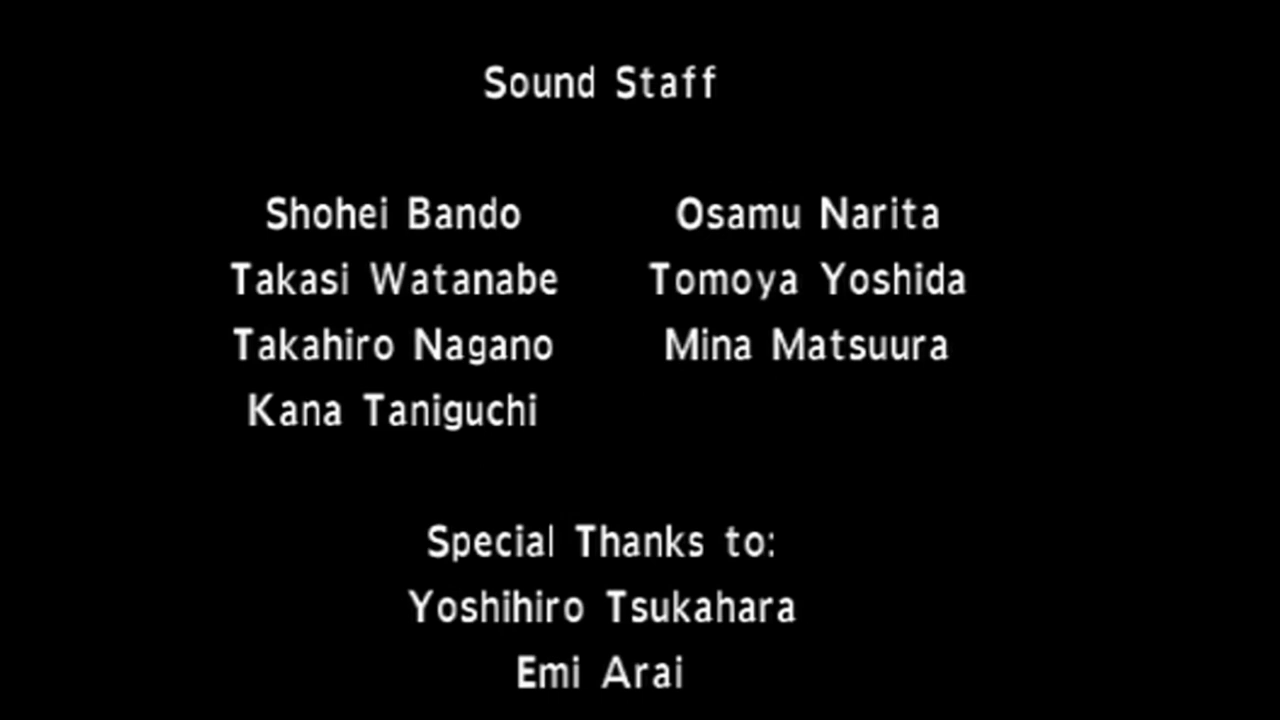 Sound Staff
Shohei Bando Osamu Narita
Takasi Watanabe Tomoya Yoshida
Takahiro Nagano Mina Matsuura
Kana Taniguchi
Special Thanks to:
Yoshihiro Tsukahara
Emi Arai